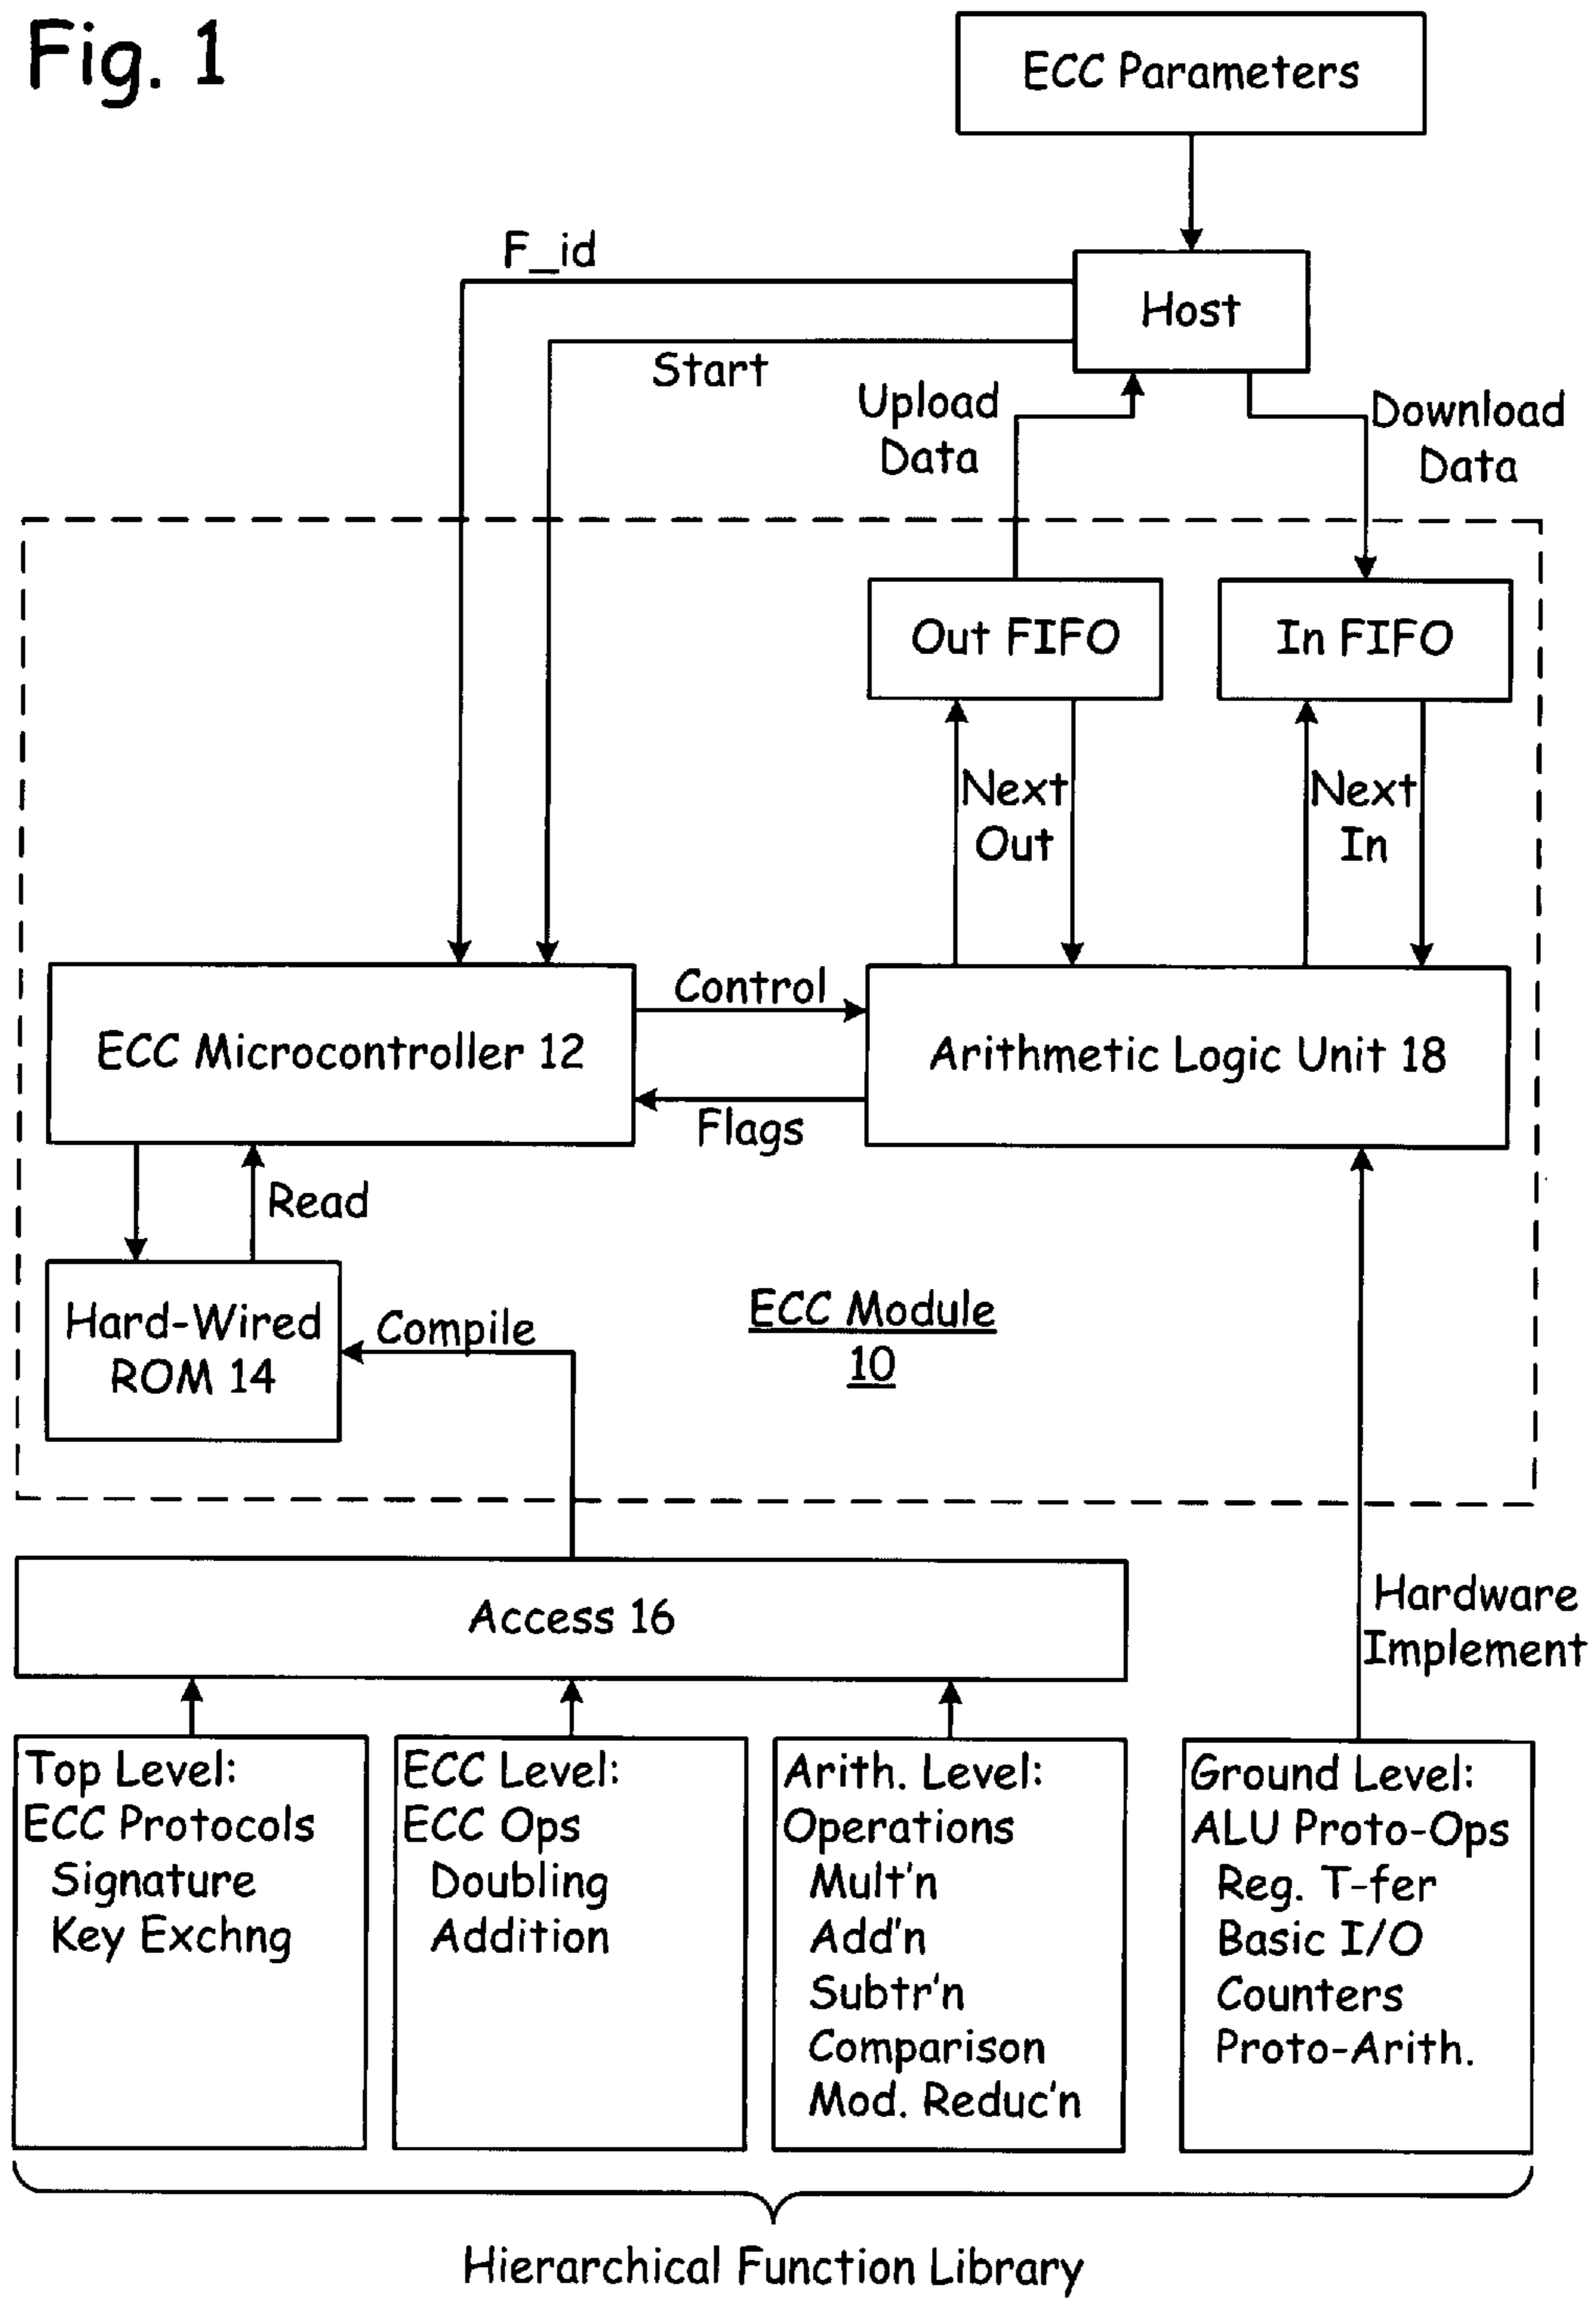 Fig. 1
ECC Parameters
F_id
Host
Start
Upload
Data
Download
Data
Out FIFO
In FIFO
Next
Out
Next
In
Control
ECC Microcontroller 12
Arithmetic Logic Unit 18
Flags
Read
Hard-Wired
ROM 14
Compile
ECC Module
10
Access 16
Hardware
Implement
Top Level:
ECC Protocols
Signature
Key Exchng
ECC Level:
ECC Ops
Doubling
Addition
Arith. Level:
Operations
Mult'n
Add'n
Subtr'n
Comparison
Mod. Reduc'n
Ground Level:
ALU Proto-Ops
Reg. T-fer
Basic I/O
Counters
Proto-Arith.
Hierarchical Function Library